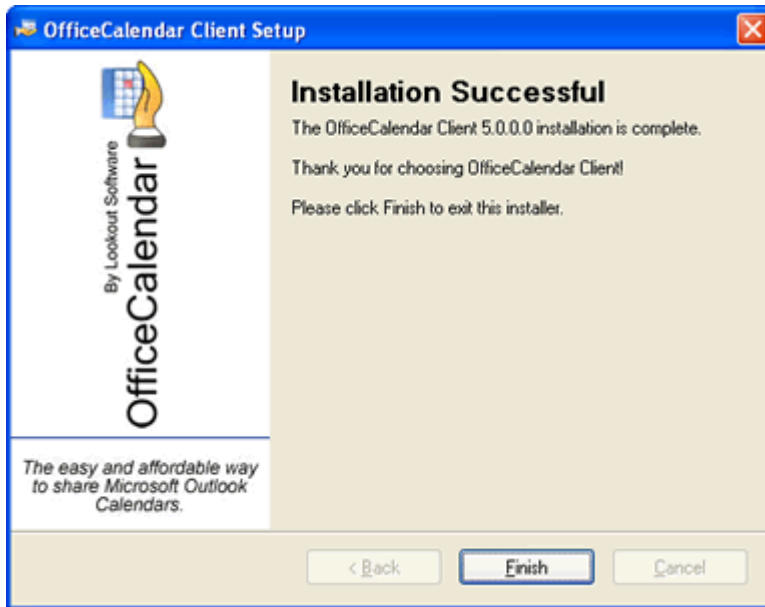 OfficeCalendar Client Setup
By Lookout Software
OfficeCalendar
The easy and affordable way
to share Microsoft Outlook
Calendars.
Installation Successful
The OfficeCalendar Client 5.0.0.0 installation is complete.
Thank you for choosing OfficeCalendar Client!
Please click Finish to exit this installer.
< Back
Finish
Cancel